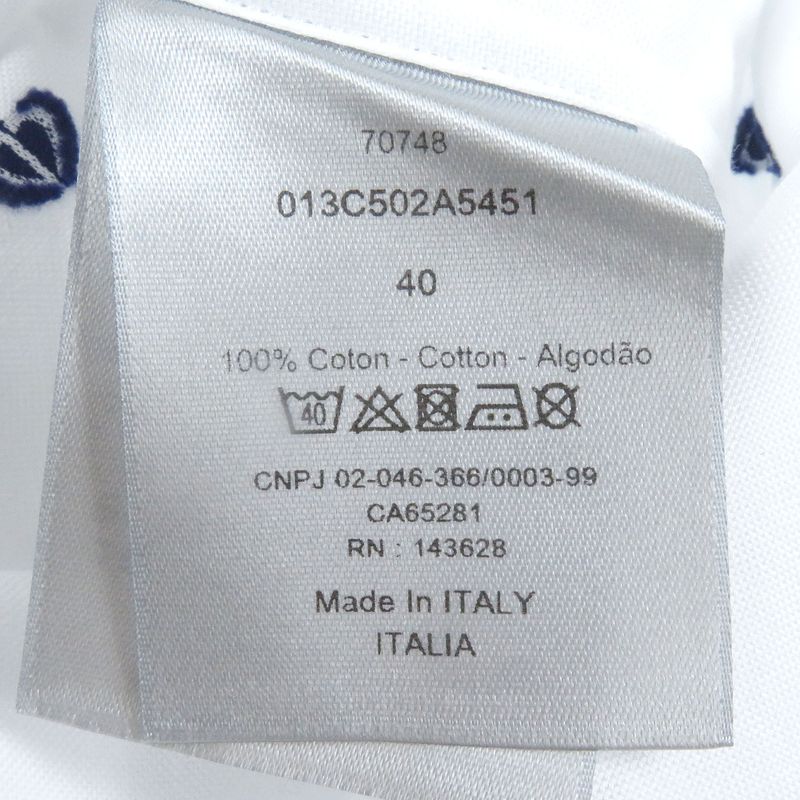 70748
013C502A5451
40
100% Coton - Cotton - Algodão
40
CNPJ 02-046-366/0003-99
CA65281
RN : 143628
Made In ITALY
ITALIA